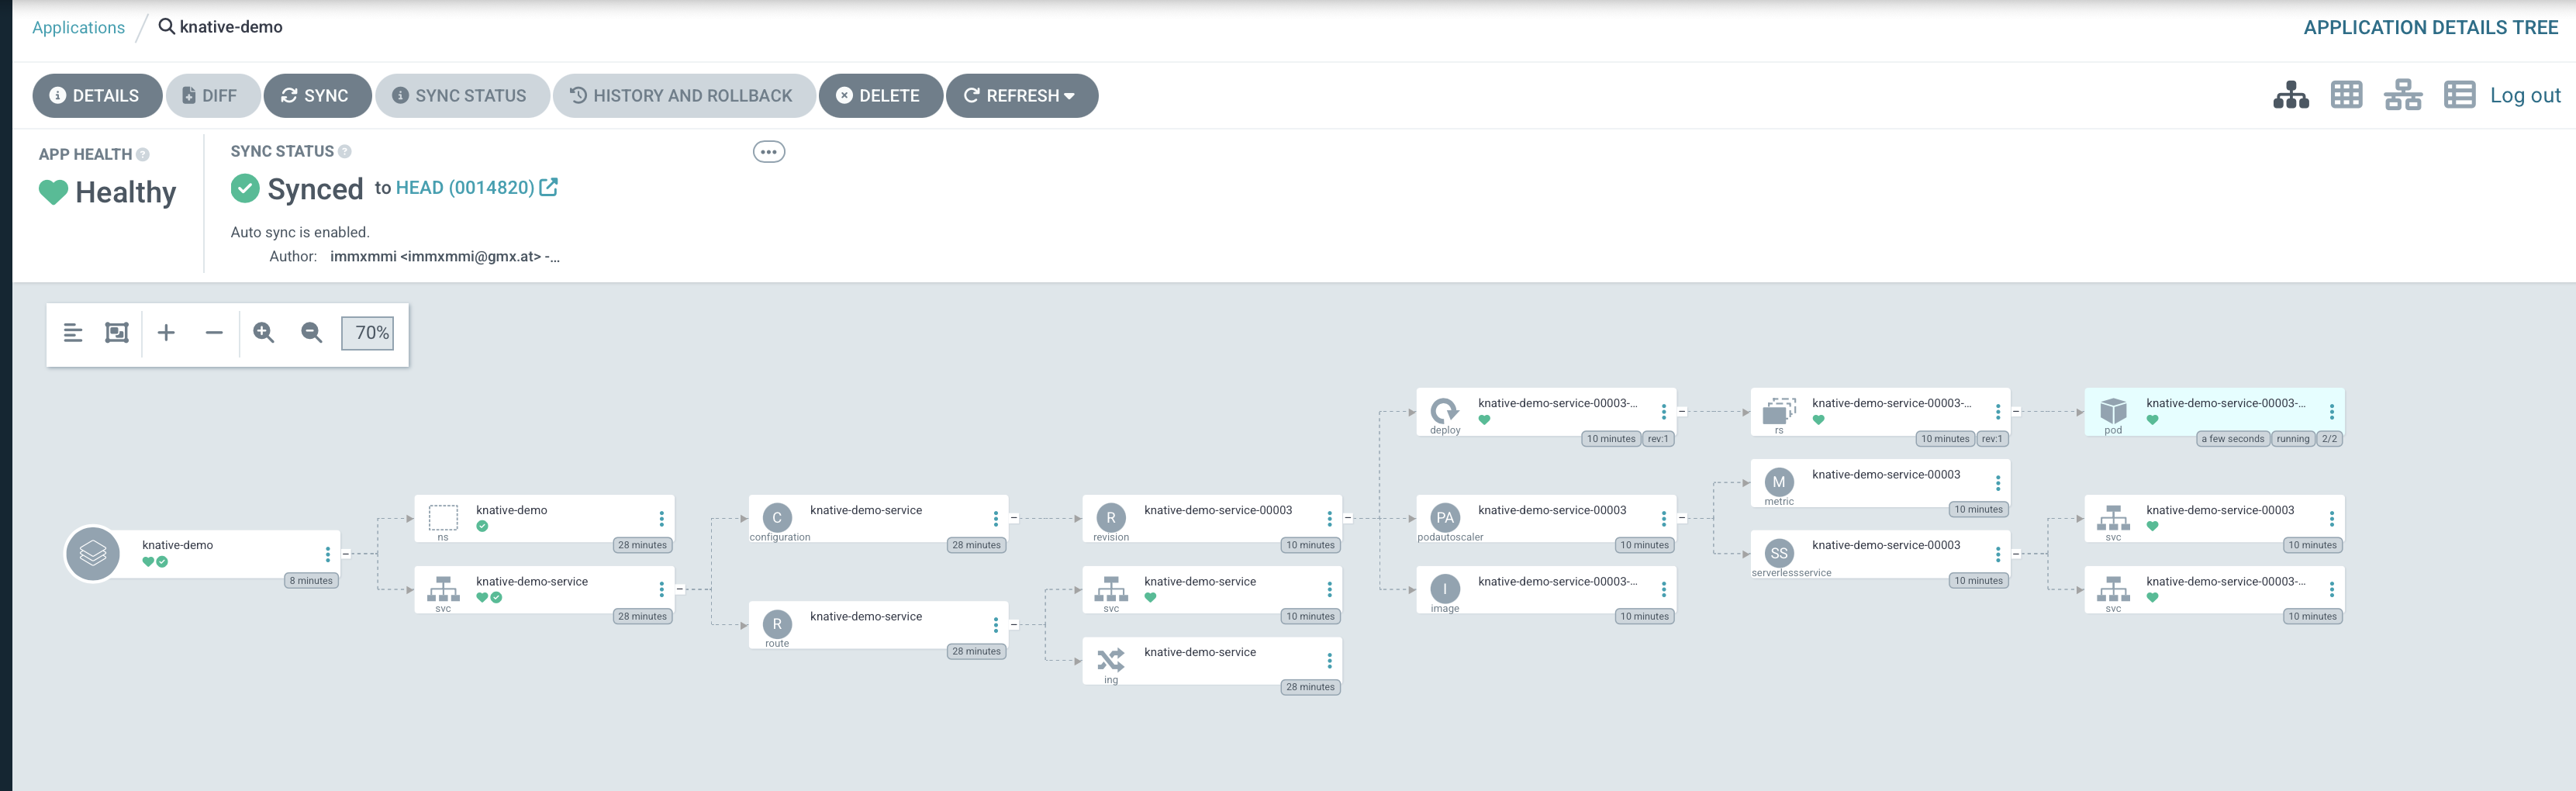 Applications / knative-demo
APPLICATION DETAILS TREE
DETAILS DIFF SYNC SYNC STATUS HISTORY AND ROLLBACK DELETE REFRESH
Log out
APP HEALTH
Healthy
SYNC STATUS
Synced to HEAD (0014820)
Auto sync is enabled.
Author: immxmmi <immxmmi@gmx.at> -...
70%
knative-demo
8 minutes
knative-demo
ns
28 minutes
knative-demo-service
svc
28 minutes
C
knative-demo-service
configuration
28 minutes
R
knative-demo-service
route
28 minutes
R
knative-demo-service-00003
revision
10 minutes
knative-demo-service
svc
10 minutes
knative-demo-service
ing
28 minutes
knative-demo-service-00003-...
deploy
10 minutes rev:1
PA
knative-demo-service-00003
podautoscaler
10 minutes
I
knative-demo-service-00003-...
image
10 minutes
knative-demo-service-00003-...
rs
10 minutes rev:1
M
knative-demo-service-00003
metric
10 minutes
SS
knative-demo-service-00003
serverlessservice
10 minutes
knative-demo-service-00003-...
pod
a few seconds running 2/2
knative-demo-service-00003
svc
10 minutes
knative-demo-service-00003-...
svc
10 minutes